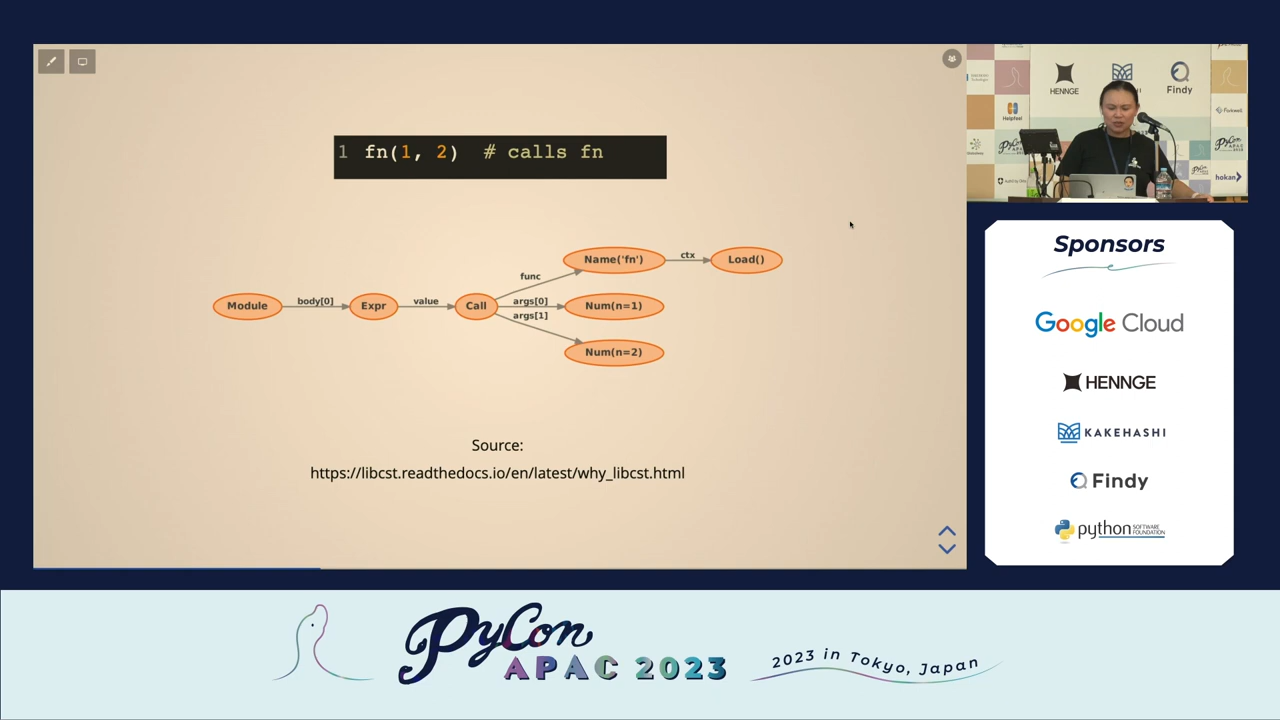 1 fn(1, 2) # calls fn
Name('fn')
ctx
Load()
func
Module
body[0]
Expr
value
Call
args[0]
Num(n=1)
args[1]
Num(n=2)
Source:
https://libcst.readthedocs.io/en/latest/why_libcst.html
HENNGE
Findy
Helpfeel
hokan
Sponsors
Google Cloud
HENNGE
KAKEHASHI
Findy
python SOFTWARE FOUNDATION
PyCon
APAC 2023
2023 in Tokyo, Japan